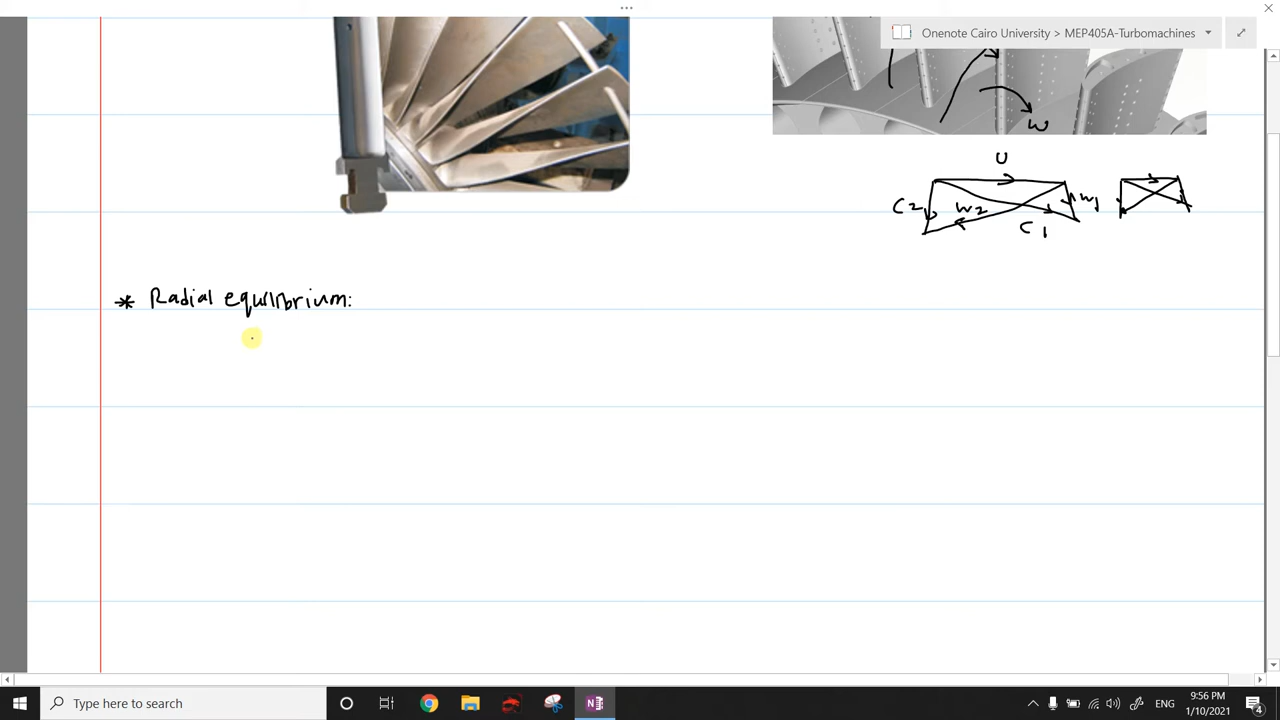 Onenote Cairo University > MEP405A-Turbomachines
W
U
C2
W2
W1
C1
* Radial equilibrium:
Type here to search
ENG
9:56 PM
1/10/2021
4